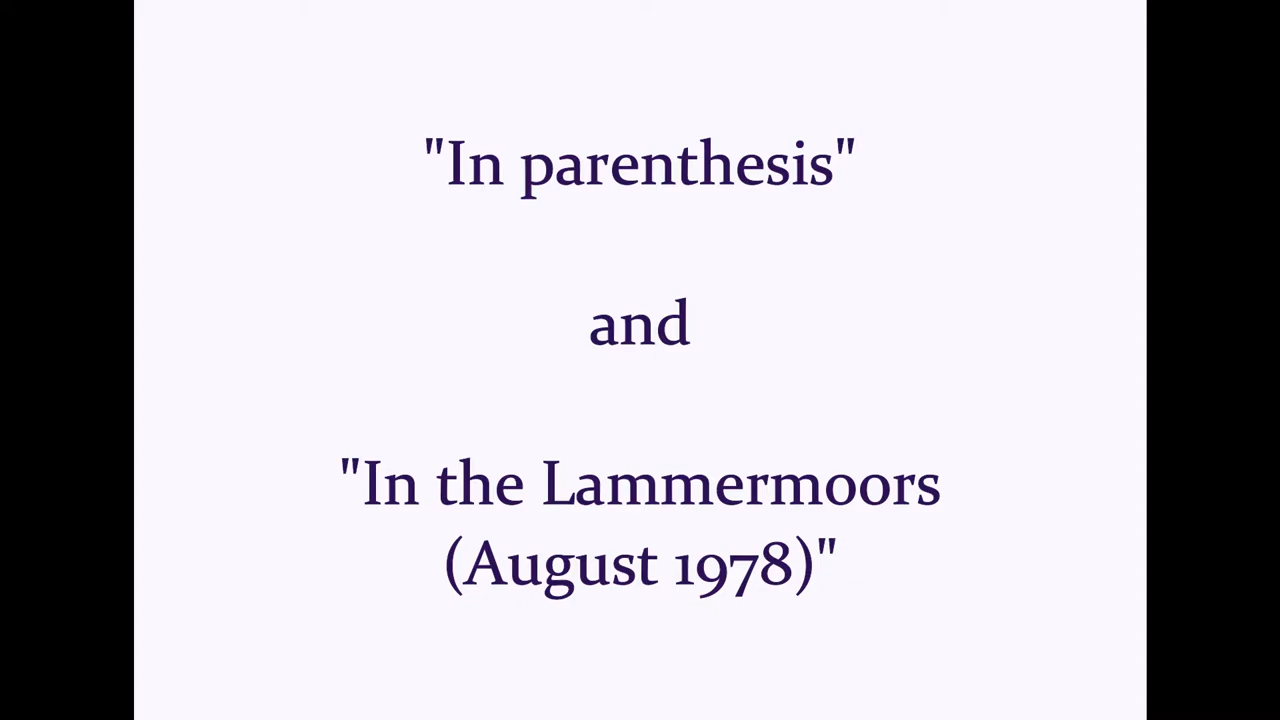 "In parenthesis"
and
"In the Lammermoors
(August 1978)"